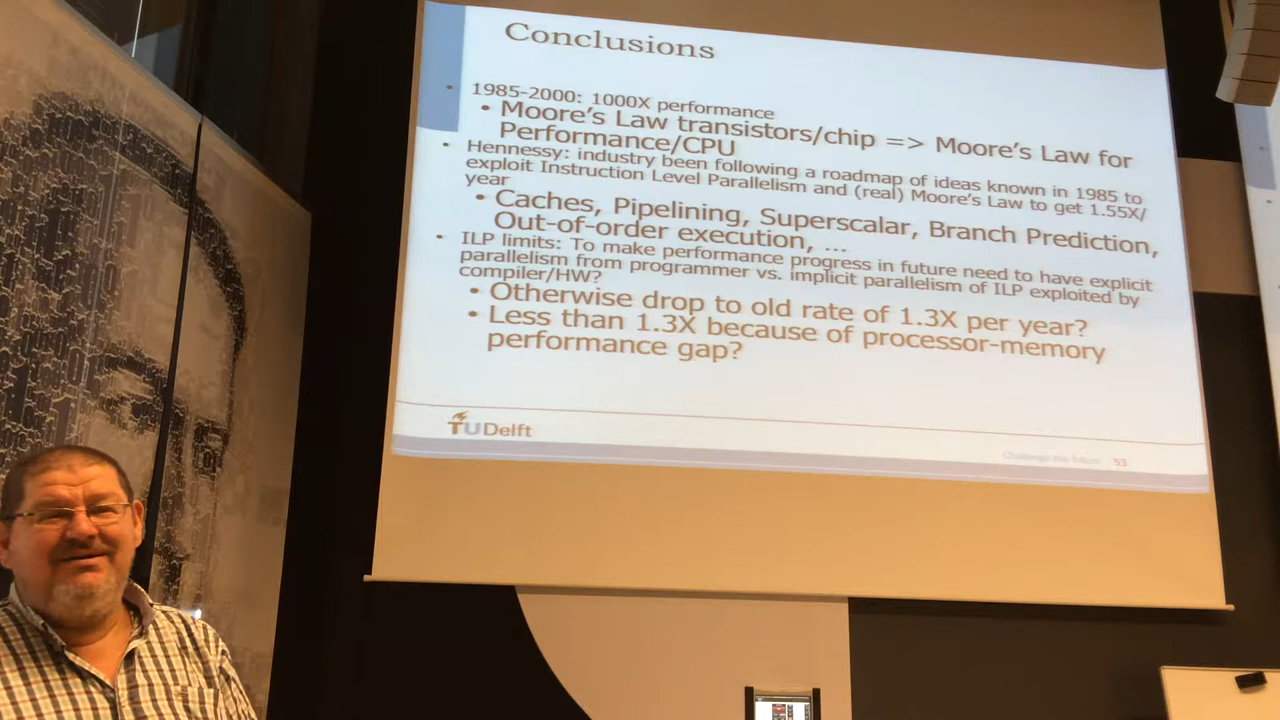 Conclusions
• 1985-2000: 1000X performance
• Moore's Law transistors/chip => Moore's Law for
Performance/CPU
• Hennessy: industry been following a roadmap of ideas known in 1985 to
exploit Instruction Level Parallelism and (real) Moore's Law to get 1.55X/
year
• Caches, Pipelining, Superscalar, Branch Prediction,
Out-of-order execution, ...
• ILP limits: To make performance progress in future need to have explicit
parallelism from programmer vs. implicit parallelism of ILP exploited by
compiler/HW?
• Otherwise drop to old rate of 1.3X per year?
• Less than 1.3X because of processor-memory
performance gap?
TU Delft
Challenge the future 53